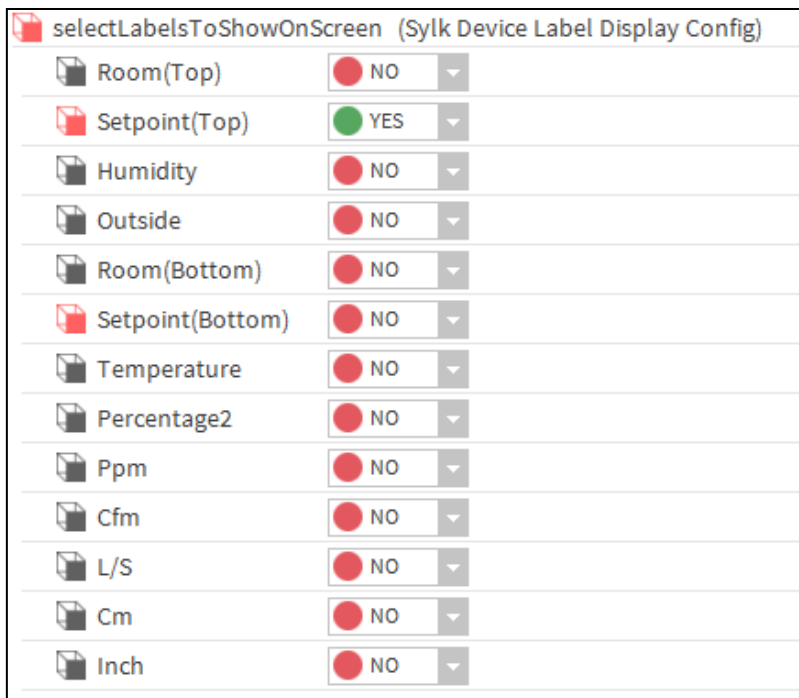 selectLabelsToShowOnScreen (Sylk Device Label Display Config)
Room(Top) NO
Setpoint(Top) YES
Humidity NO
Outside NO
Room(Bottom) NO
Setpoint(Bottom) NO
Temperature NO
Percentage2 NO
Ppm NO
Cfm NO
L/S NO
Cm NO
Inch NO